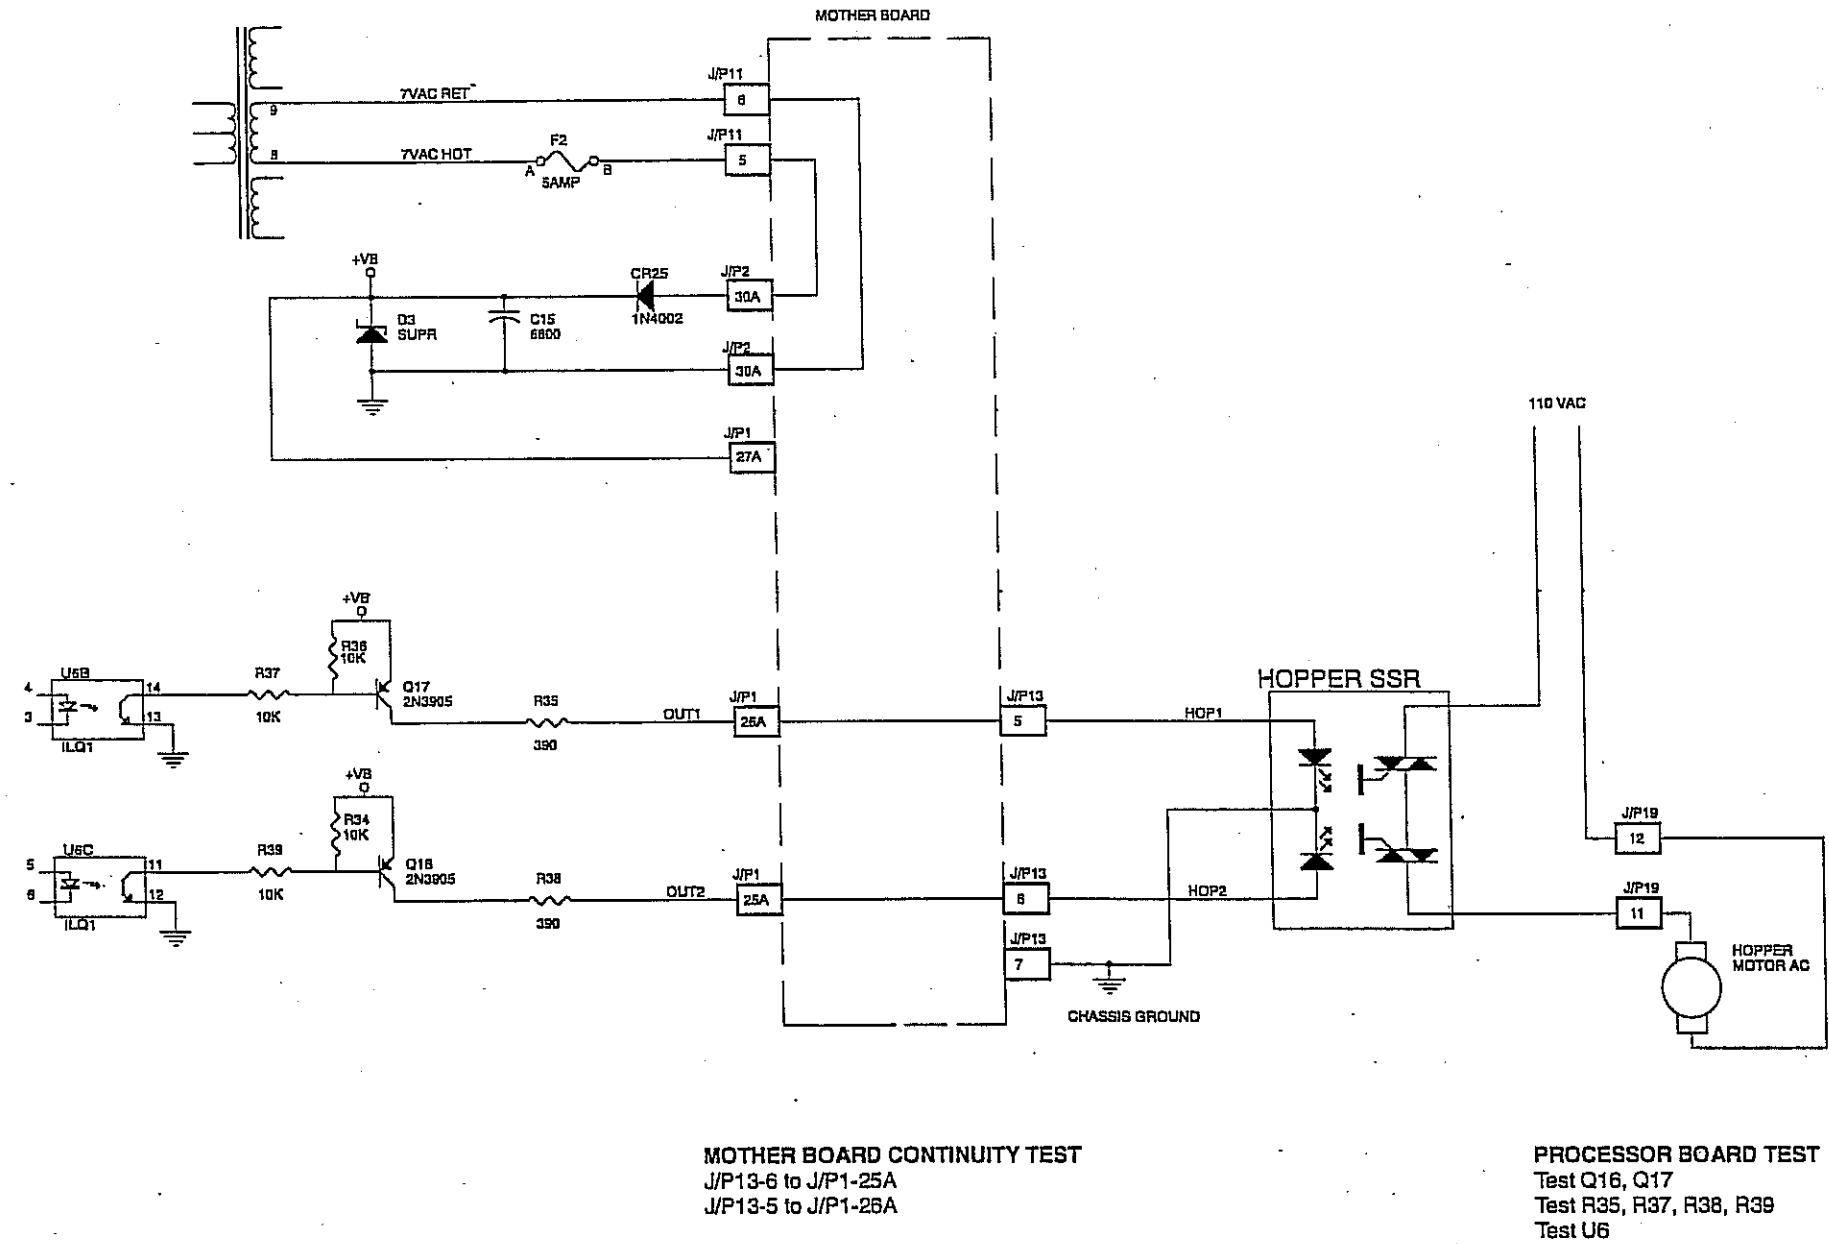 MOTHER BOARD
J/P11
7VAC RET
6
9
J/P11
F2
8
7VAC HOT
5
A
B
5AMP
+VB
CR25
J/P2
30A
D3
SUPR
C15
6800
1N4002
J/P2
30A
110 VAC
J/P1
27A
+VB
R36
10K
U6B
4
14
R37
Q17
2N3905
R35
J/P1
J/P13
HOPPER SSR
3
13
10K
OUT1
26A
5
HOP1
ILQ1
390
+VB
R34
10K
J/P19
12
U6C
5
11
R39
Q16
2N3905
R38
J/P1
J/P13
6
12
10K
OUT2
25A
6
HOP2
J/P19
11
ILQ1
390
J/P13
7
HOPPER
MOTOR AC
CHASSIS GROUND
MOTHER BOARD CONTINUITY TEST
J/P13-6 to J/P1-25A
J/P13-5 to J/P1-26A
PROCESSOR BOARD TEST
Test Q16, Q17
Test R35, R37, R38, R39
Test U6